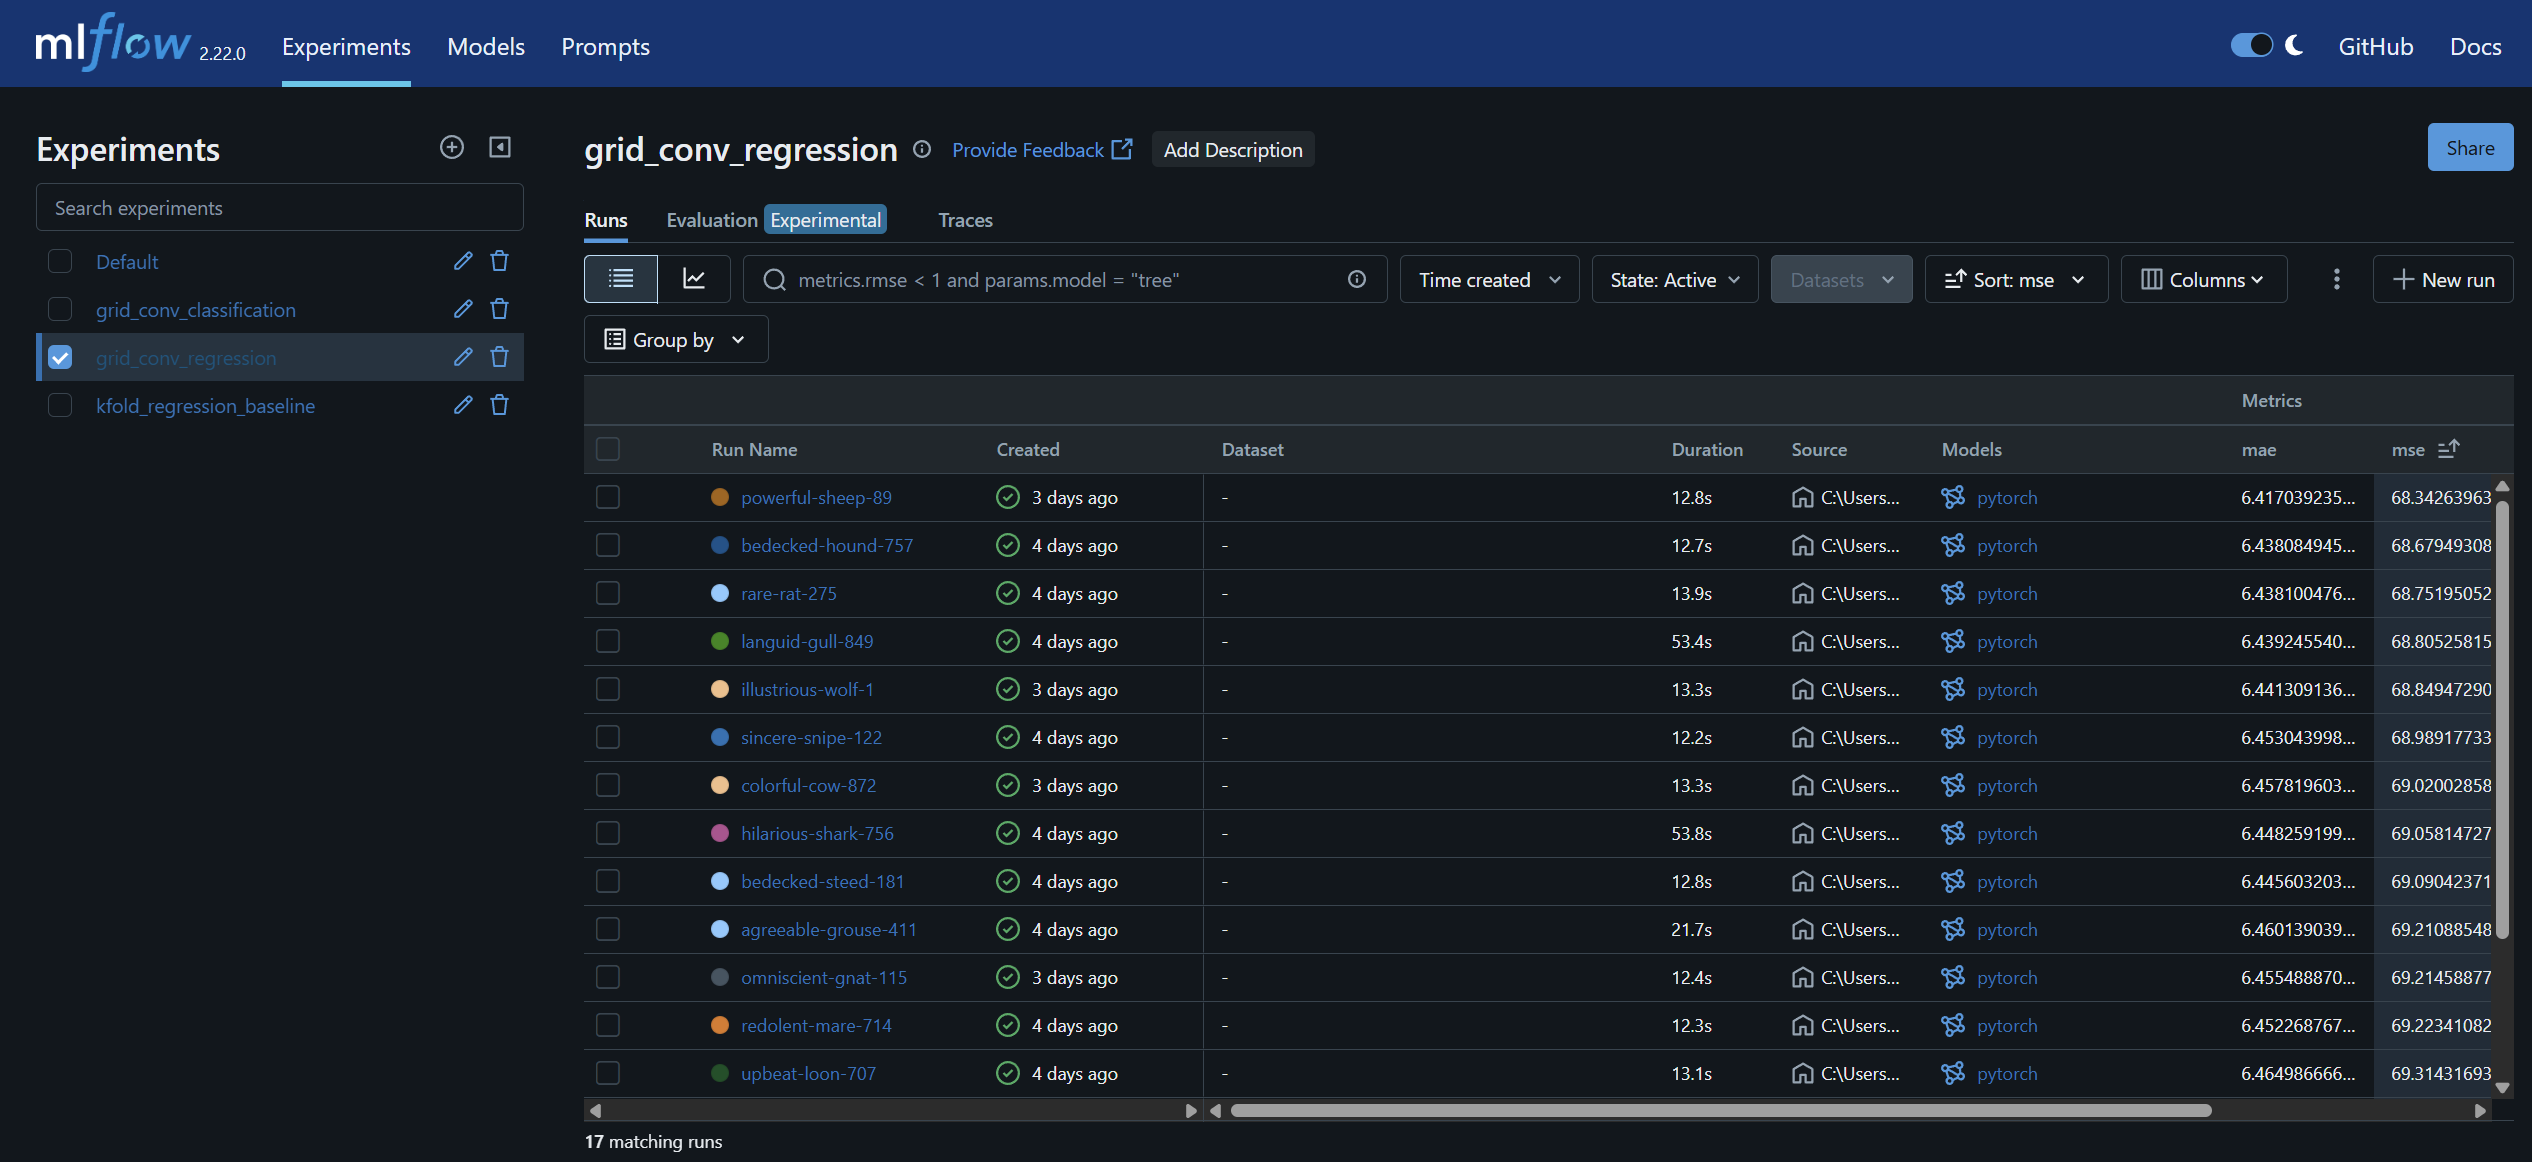 mlflow 2.22.0 Experiments Models Prompts GitHub Docs
Experiments
Search experiments
Default
grid_conv_classification
grid_conv_regression
kfold_regression_baseline
grid_conv_regression Provide Feedback Add Description Share
Runs Evaluation Experimental Traces
metrics.rmse < 1 and params.model = "tree" Time created State: Active Datasets Sort: mse Columns New run
Group by
Metrics
Run Name Created Dataset Duration Source Models mae mse
powerful-sheep-89 3 days ago - 12.8s C:\Users... pytorch 6.417039235... 68.34263963
bedecked-hound-757 4 days ago - 12.7s C:\Users... pytorch 6.438084945... 68.67949308
rare-rat-275 4 days ago - 13.9s C:\Users... pytorch 6.438100476... 68.75195052
languid-gull-849 4 days ago - 53.4s C:\Users... pytorch 6.439245540... 68.80525815
illustrious-wolf-1 3 days ago - 13.3s C:\Users... pytorch 6.441309136... 68.84947290
sincere-snipe-122 4 days ago - 12.2s C:\Users... pytorch 6.453043998... 68.98917733
colorful-cow-872 3 days ago - 13.3s C:\Users... pytorch 6.457819603... 69.02002858
hilarious-shark-756 4 days ago - 53.8s C:\Users... pytorch 6.448259199... 69.05814727
bedecked-steed-181 4 days ago - 12.8s C:\Users... pytorch 6.445603203... 69.09042371
agreeable-grouse-411 4 days ago - 21.7s C:\Users... pytorch 6.460139039... 69.21088548
omniscient-gnat-115 3 days ago - 12.4s C:\Users... pytorch 6.455488870... 69.21458877
redolent-mare-714 4 days ago - 12.3s C:\Users... pytorch 6.452268767... 69.22341082
upbeat-loon-707 4 days ago - 13.1s C:\Users... pytorch 6.464986666... 69.31431693
17 matching runs